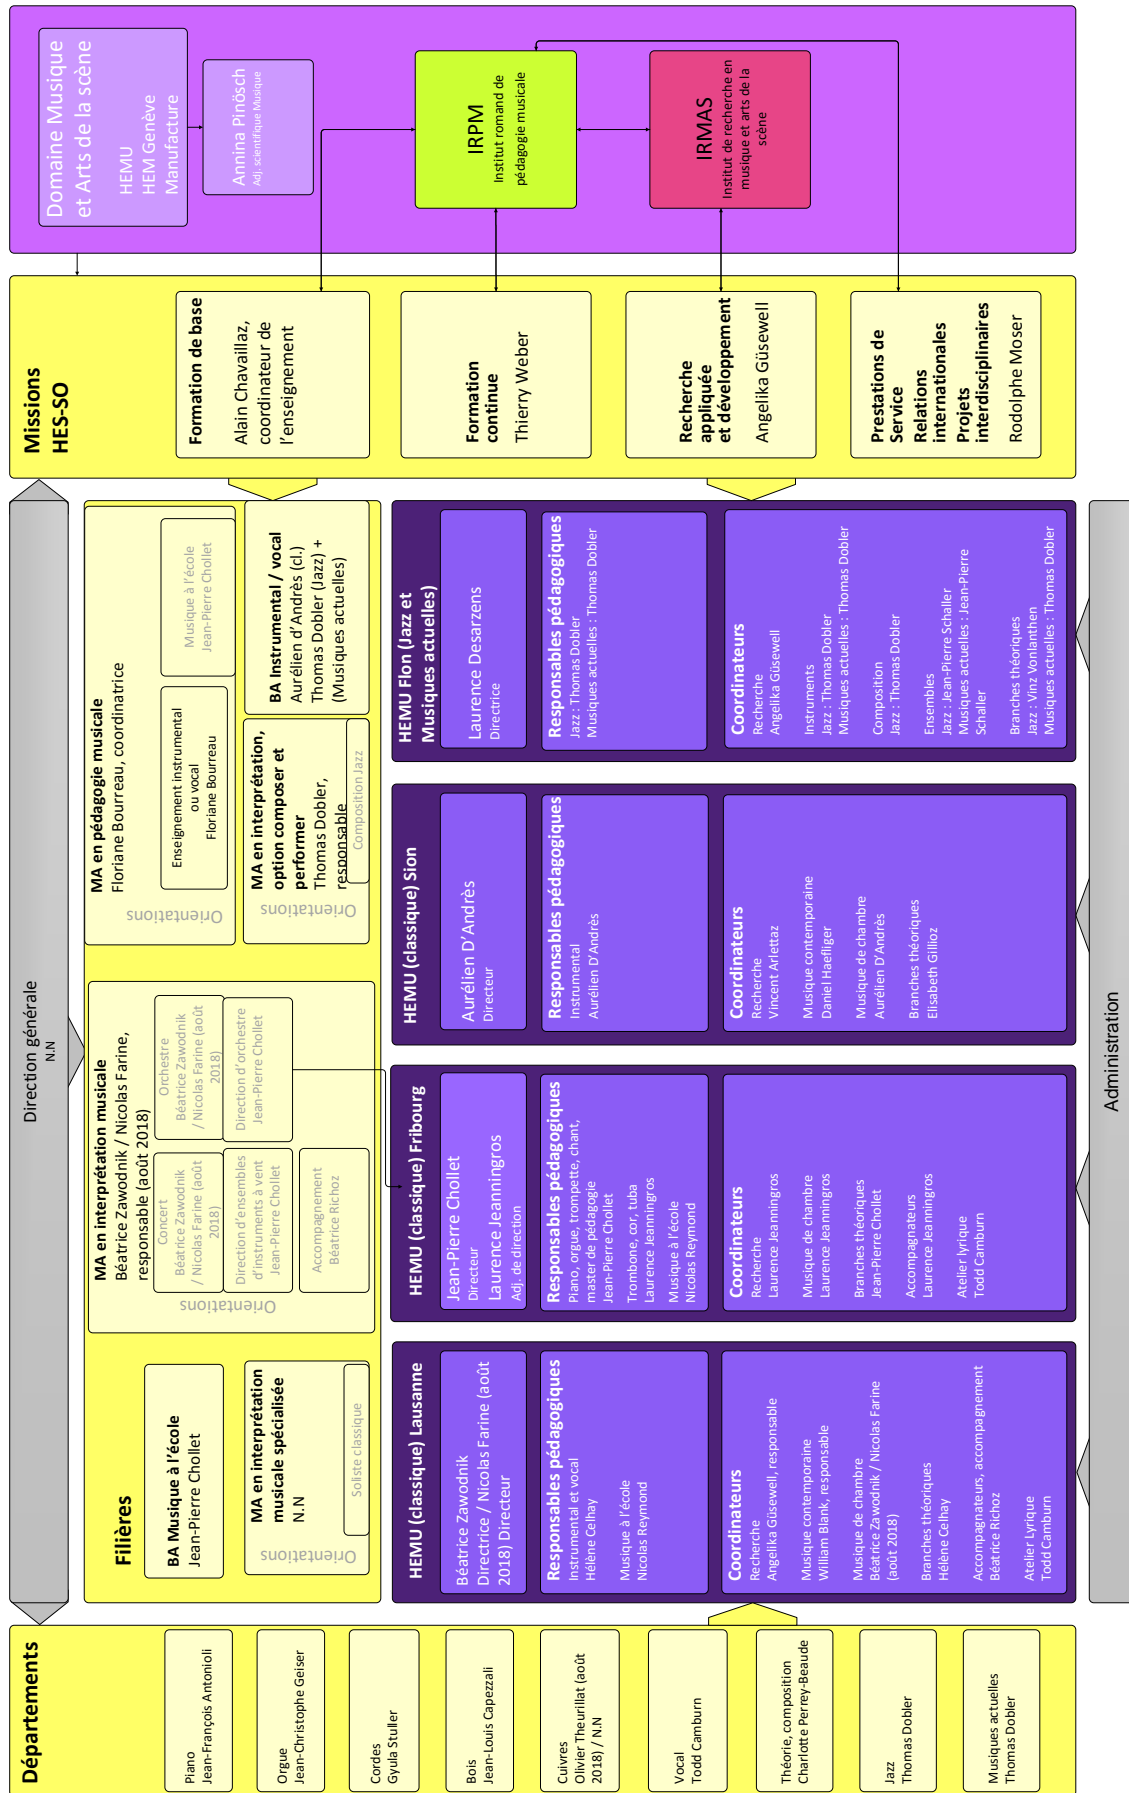 Direction générale
N.N
Départements
Piano
Jean-François Antonioli
Orgue
Jean-Christophe Geiser
Cordes
Gyula Stuller
Bois
Jean-Louis Capezzali
Cuivres
Olivier Theurillat (août
2018) / N.N
Vocal
Todd Camburn
Théorie, composition
Charlotte Perrey-Beaude
Jazz
Thomas Dobler
Musiques actuelles
Thomas Dobler
Filières
BA Musique à l'école
Jean-Pierre Chollet
MA en interprétation
musicale spécialisée
N.N
Orientations
Soliste classique
MA en interprétation musicale
Béatrice Zawodnik / Nicolas Farine,
responsable (août 2018)
Orientations
Concert
Béatrice Zawodnik
/ Nicolas Farine (août
2018)
Orchestre
Béatrice Zawodnik
/ Nicolas Farine (août
2018)
Direction d'ensembles
d'instruments à vent
Jean-Pierre Chollet
Direction d'orchestre
Jean-Pierre Chollet
Accompagnement
Béatrice Richoz
MA en pédagogie musicale
Floriane Bourreau, coordinatrice
Orientations
Enseignement instrumental
ou vocal
Floriane Bourreau
Musique à l'école
Jean-Pierre Chollet
MA en interprétation,
option composer et
performer
Thomas Dobler,
responsable
Orientations
Composition Jazz
BA Instrumental / vocal
Aurélien d'Andrès (cl.)
Thomas Dobler (Jazz) +
(Musiques actuelles)
HEMU (classique) Lausanne
Béatrice Zawodnik
Directrice / Nicolas Farine (août
2018) Directeur
Responsables pédagogiques
Instrumental et vocal
Hélène Celhay
Musique à l'école
Nicolas Reymond
Coordinateurs
Recherche
Angelika Güsewell, responsable
Musique contemporaine
William Blank, responsable
Musique de chambre
Béatrice Zawodnik / Nicolas Farine
(août 2018)
Branches théoriques
Hélène Celhay
Accompagnateurs, accompagnement
Béatrice Richoz
Atelier Lyrique
Todd Camburn
HEMU (classique) Fribourg
Jean-Pierre Chollet
Directeur
Laurence Jeanningros
Adj. de direction
Responsables pédagogiques
Piano, orgue, trompette, chant,
master de pédagogie
Jean-Pierre Chollet
Trombone, cor, tuba
Laurence Jeanningros
Musique à l'école
Nicolas Reymond
Coordinateurs
Recherche
Laurence Jeanningros
Musique de chambre
Laurence Jeanningros
Branches théoriques
Jean-Pierre Chollet
Accompagnateurs
Laurence Jeanningros
Atelier lyrique
Todd Camburn
HEMU (classique) Sion
Aurélien D'Andrès
Directeur
Responsables pédagogiques
Instrumental
Aurélien D'Andrès
Coordinateurs
Recherche
Vincent Arlettaz
Musique contemporaine
Daniel Haefliger
Musique de chambre
Aurélien D'Andrès
Branches théoriques
Elisabeth Gillioz
HEMU Flon (Jazz et
Musiques actuelles)
Laurence Desarzens
Directrice
Responsables pédagogiques
Jazz : Thomas Dobler
Musiques actuelles : Thomas Dobler
Coordinateurs
Recherche
Angelika Güsewell
Instruments
Jazz : Thomas Dobler
Musiques actuelles : Thomas Dobler
Composition
Jazz : Thomas Dobler
Ensembles
Jazz : Jean-Pierre Schaller
Musiques actuelles : Jean-Pierre
Schaller
Branches théoriques
Jazz : Vinz Vonlanthen
Musiques actuelles : Thomas Dobler
Administration
Missions
HES-SO
Formation de base
Alain Chavaillaz,
coordinateur de
l'enseignement
Formation
continue
Thierry Weber
Recherche
appliquée
et développement
Angelika Güsewell
Prestations de
Service
Relations
internationales
Projets
interdisciplinaires
Rodolphe Moser
Domaine Musique
et Arts de la scène
HEMU
HEM Genève
Manufacture
Annina Pinösch
Adj. scientifique Musique
IRPM
Institut romand de
pédagogie musicale
IRMAS
Institut de recherche en
musique et arts de la
scène